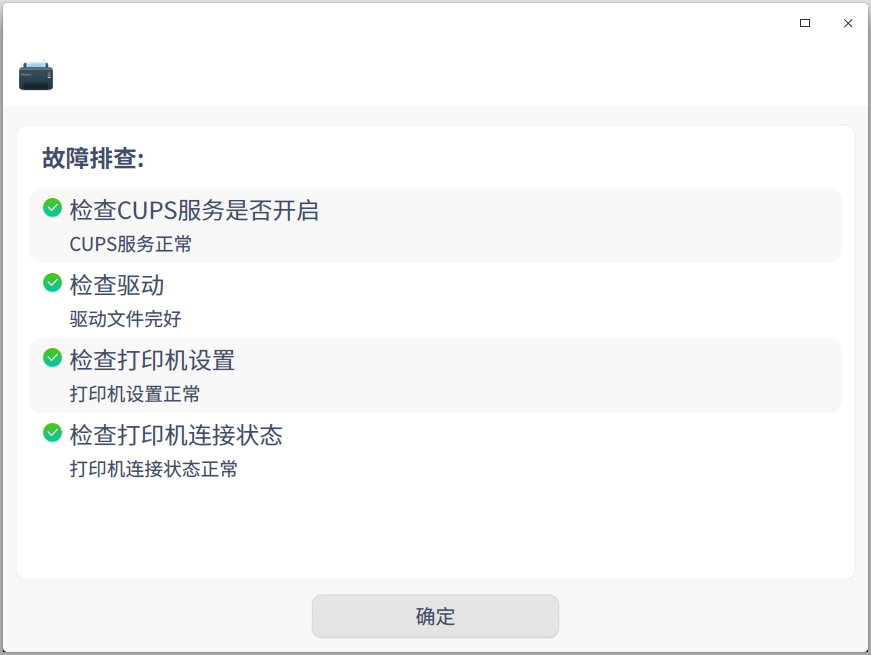 故障排查:
检查CUPS服务是否开启
CUPS服务正常
检查驱动
驱动文件完好
检查打印机设置
打印机设置正常
检查打印机连接状态
打印机连接状态正常
确定